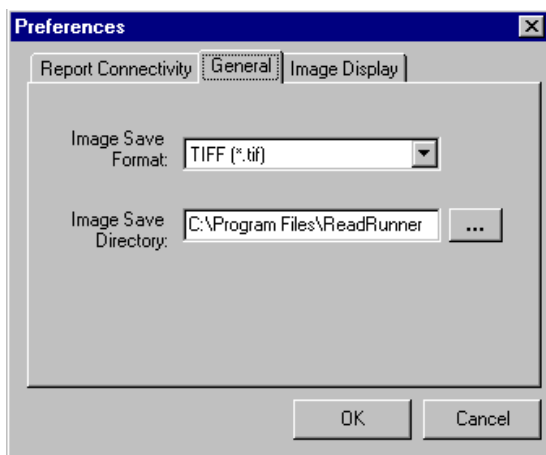 Preferences
Report Connectivity General Image Display
Image Save
Format:
TIFF (*.tif)
Image Save
Directory:
C:\Program Files\ReadRunner
...
OK Cancel